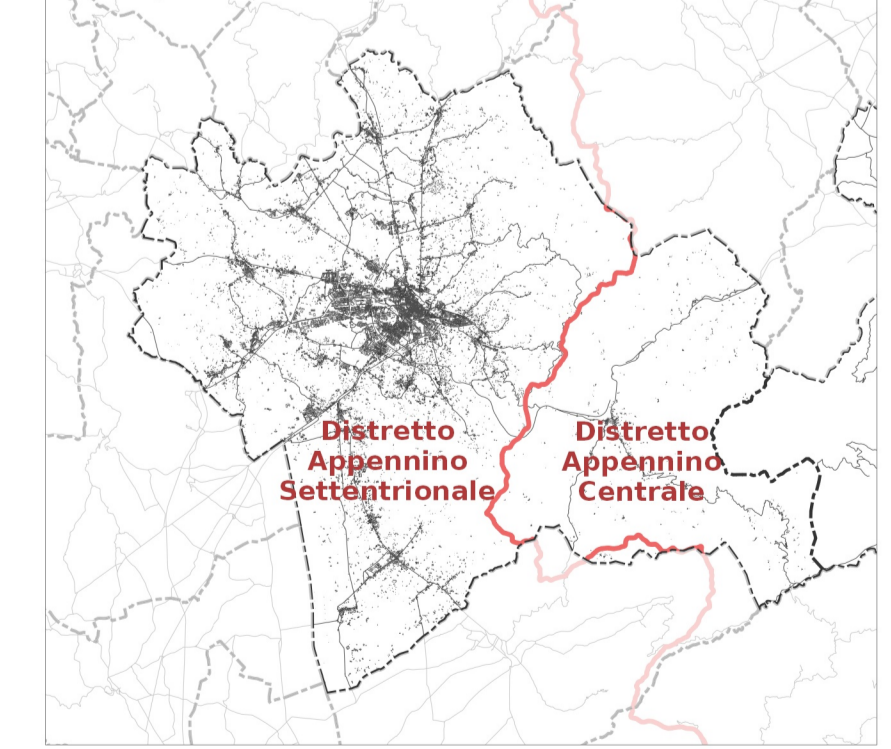 Distretto
Appennino
Settentrionale
Distretto
Appennino
Centrale